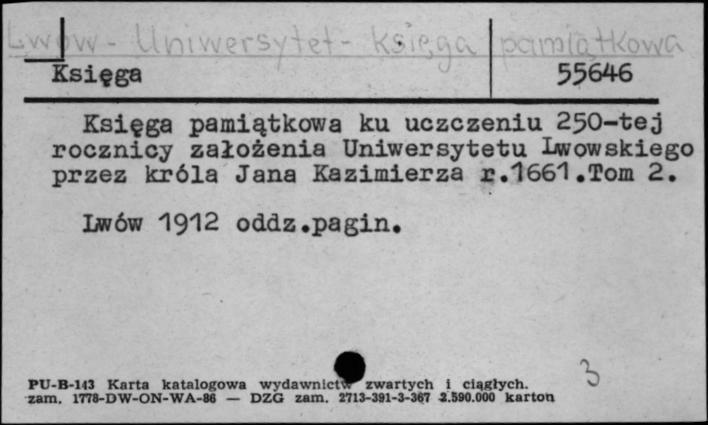 Lwów - Uniwersytet - księga pamiątkowa
Księga 55646
Księga pamiątkowa ku uczczeniu 250-tej
rocznicy założenia Uniwersytetu Lwowskiego
przez króla Jana Kazimierza r.1661.Tom 2.
Lwów 1912 oddz.pagin.
3
PU-B-143 Karta katalogowa wydawnictw zwartych i ciągłych.
zam. 1778-DW-ON-WA-86 — DZG zam. 2713-391-3-367 2.590.000 karton